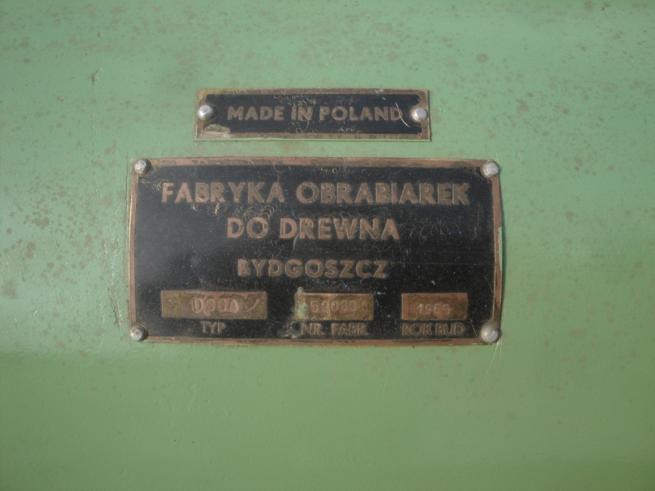 MADE IN POLAND
FABRYKA OBRABIAREK
DO DREWNA
BYDGOSZCZ
TYP NR. FABR. ROK BUD